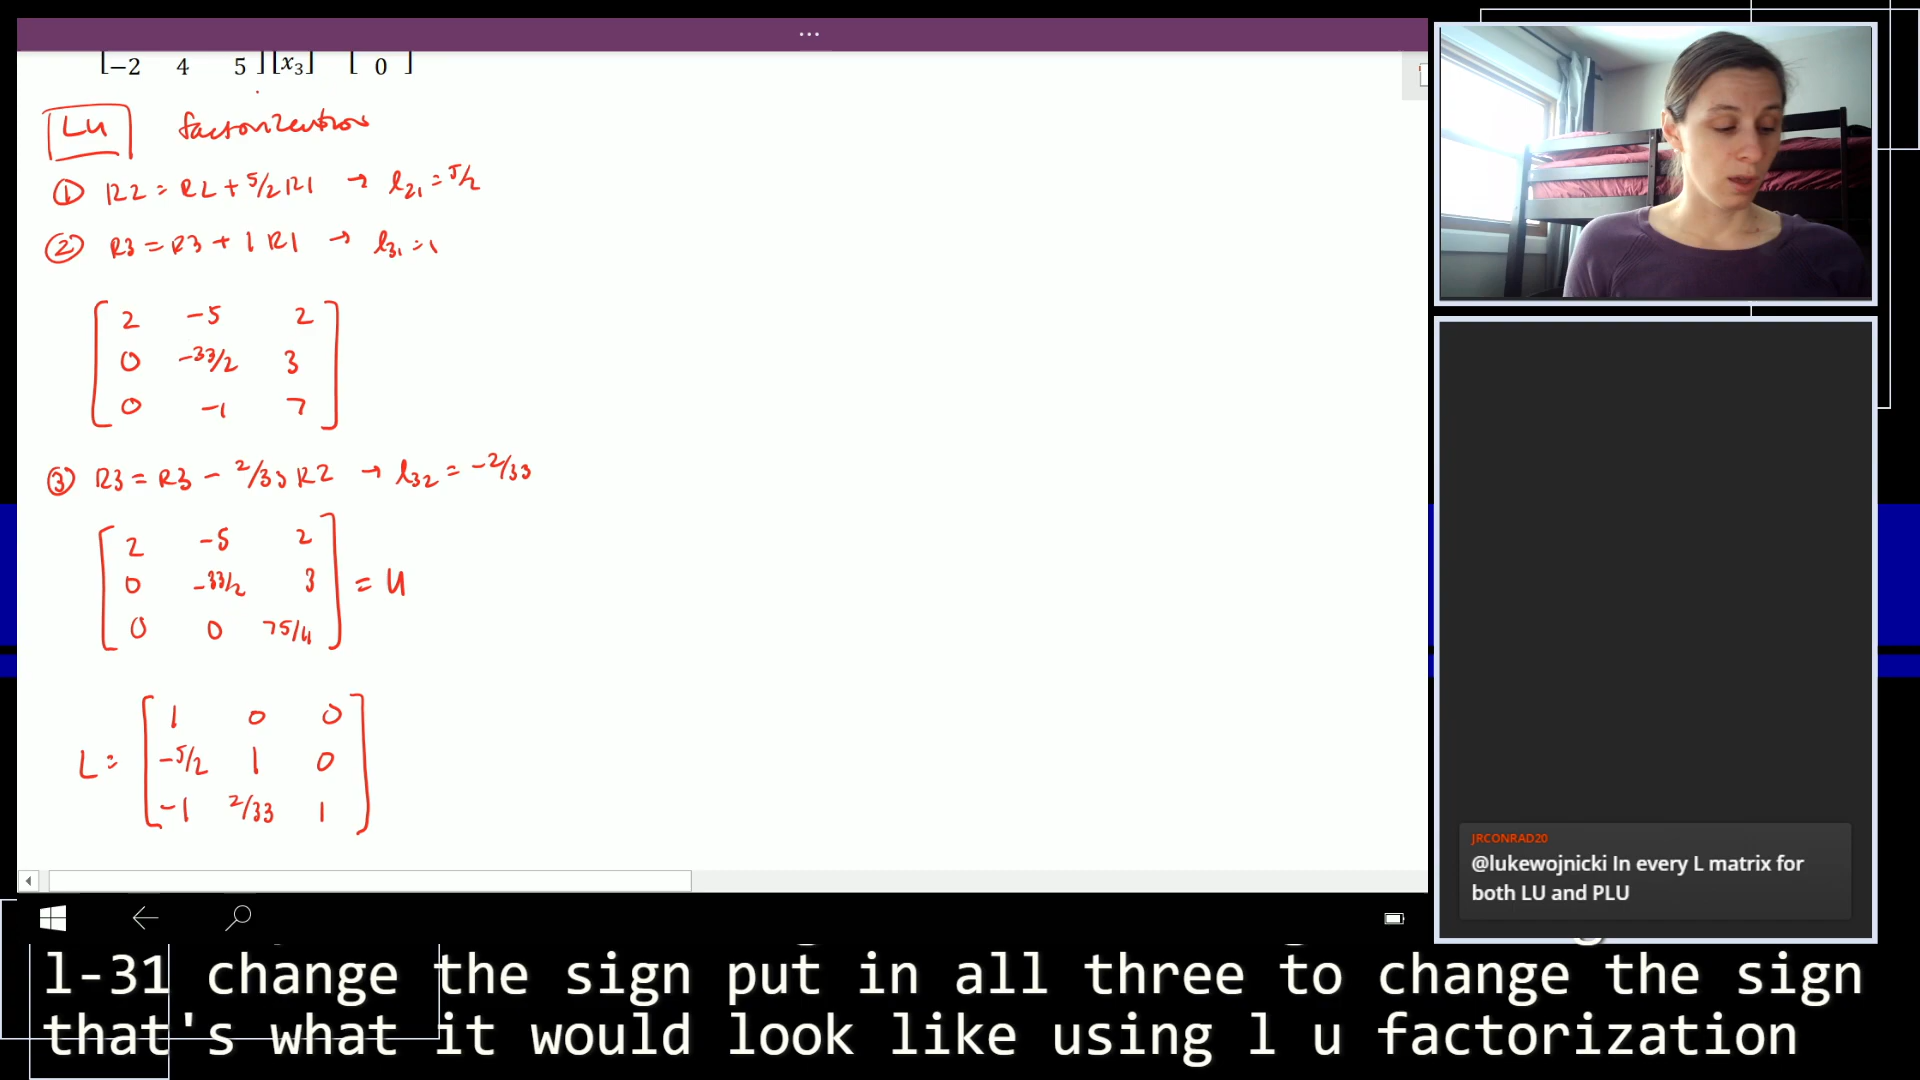 ...
[-2 4 5][x₃] [0]
LU factorization
① R2 = R2 + 5/2 R1 → l₂₁ = 5/2
② R3 = R3 + 1 R1 → l₃₁ = 1
2 -5 2
0 -33/2 3
0 -1 7
③ R3 = R3 - 2/33 R2 → l₃₂ = -2/33
2 -5 2
0 -33/2 3 = U
0 0 75/11
1 0 0
L = -5/2 1 0
-1 2/33 1
JRCONRAD20
@lukewojnicki In every L matrix for
both LU and PLU
l-31 change the sign put in all three to change the sign
that's what it would look like using l u factorization